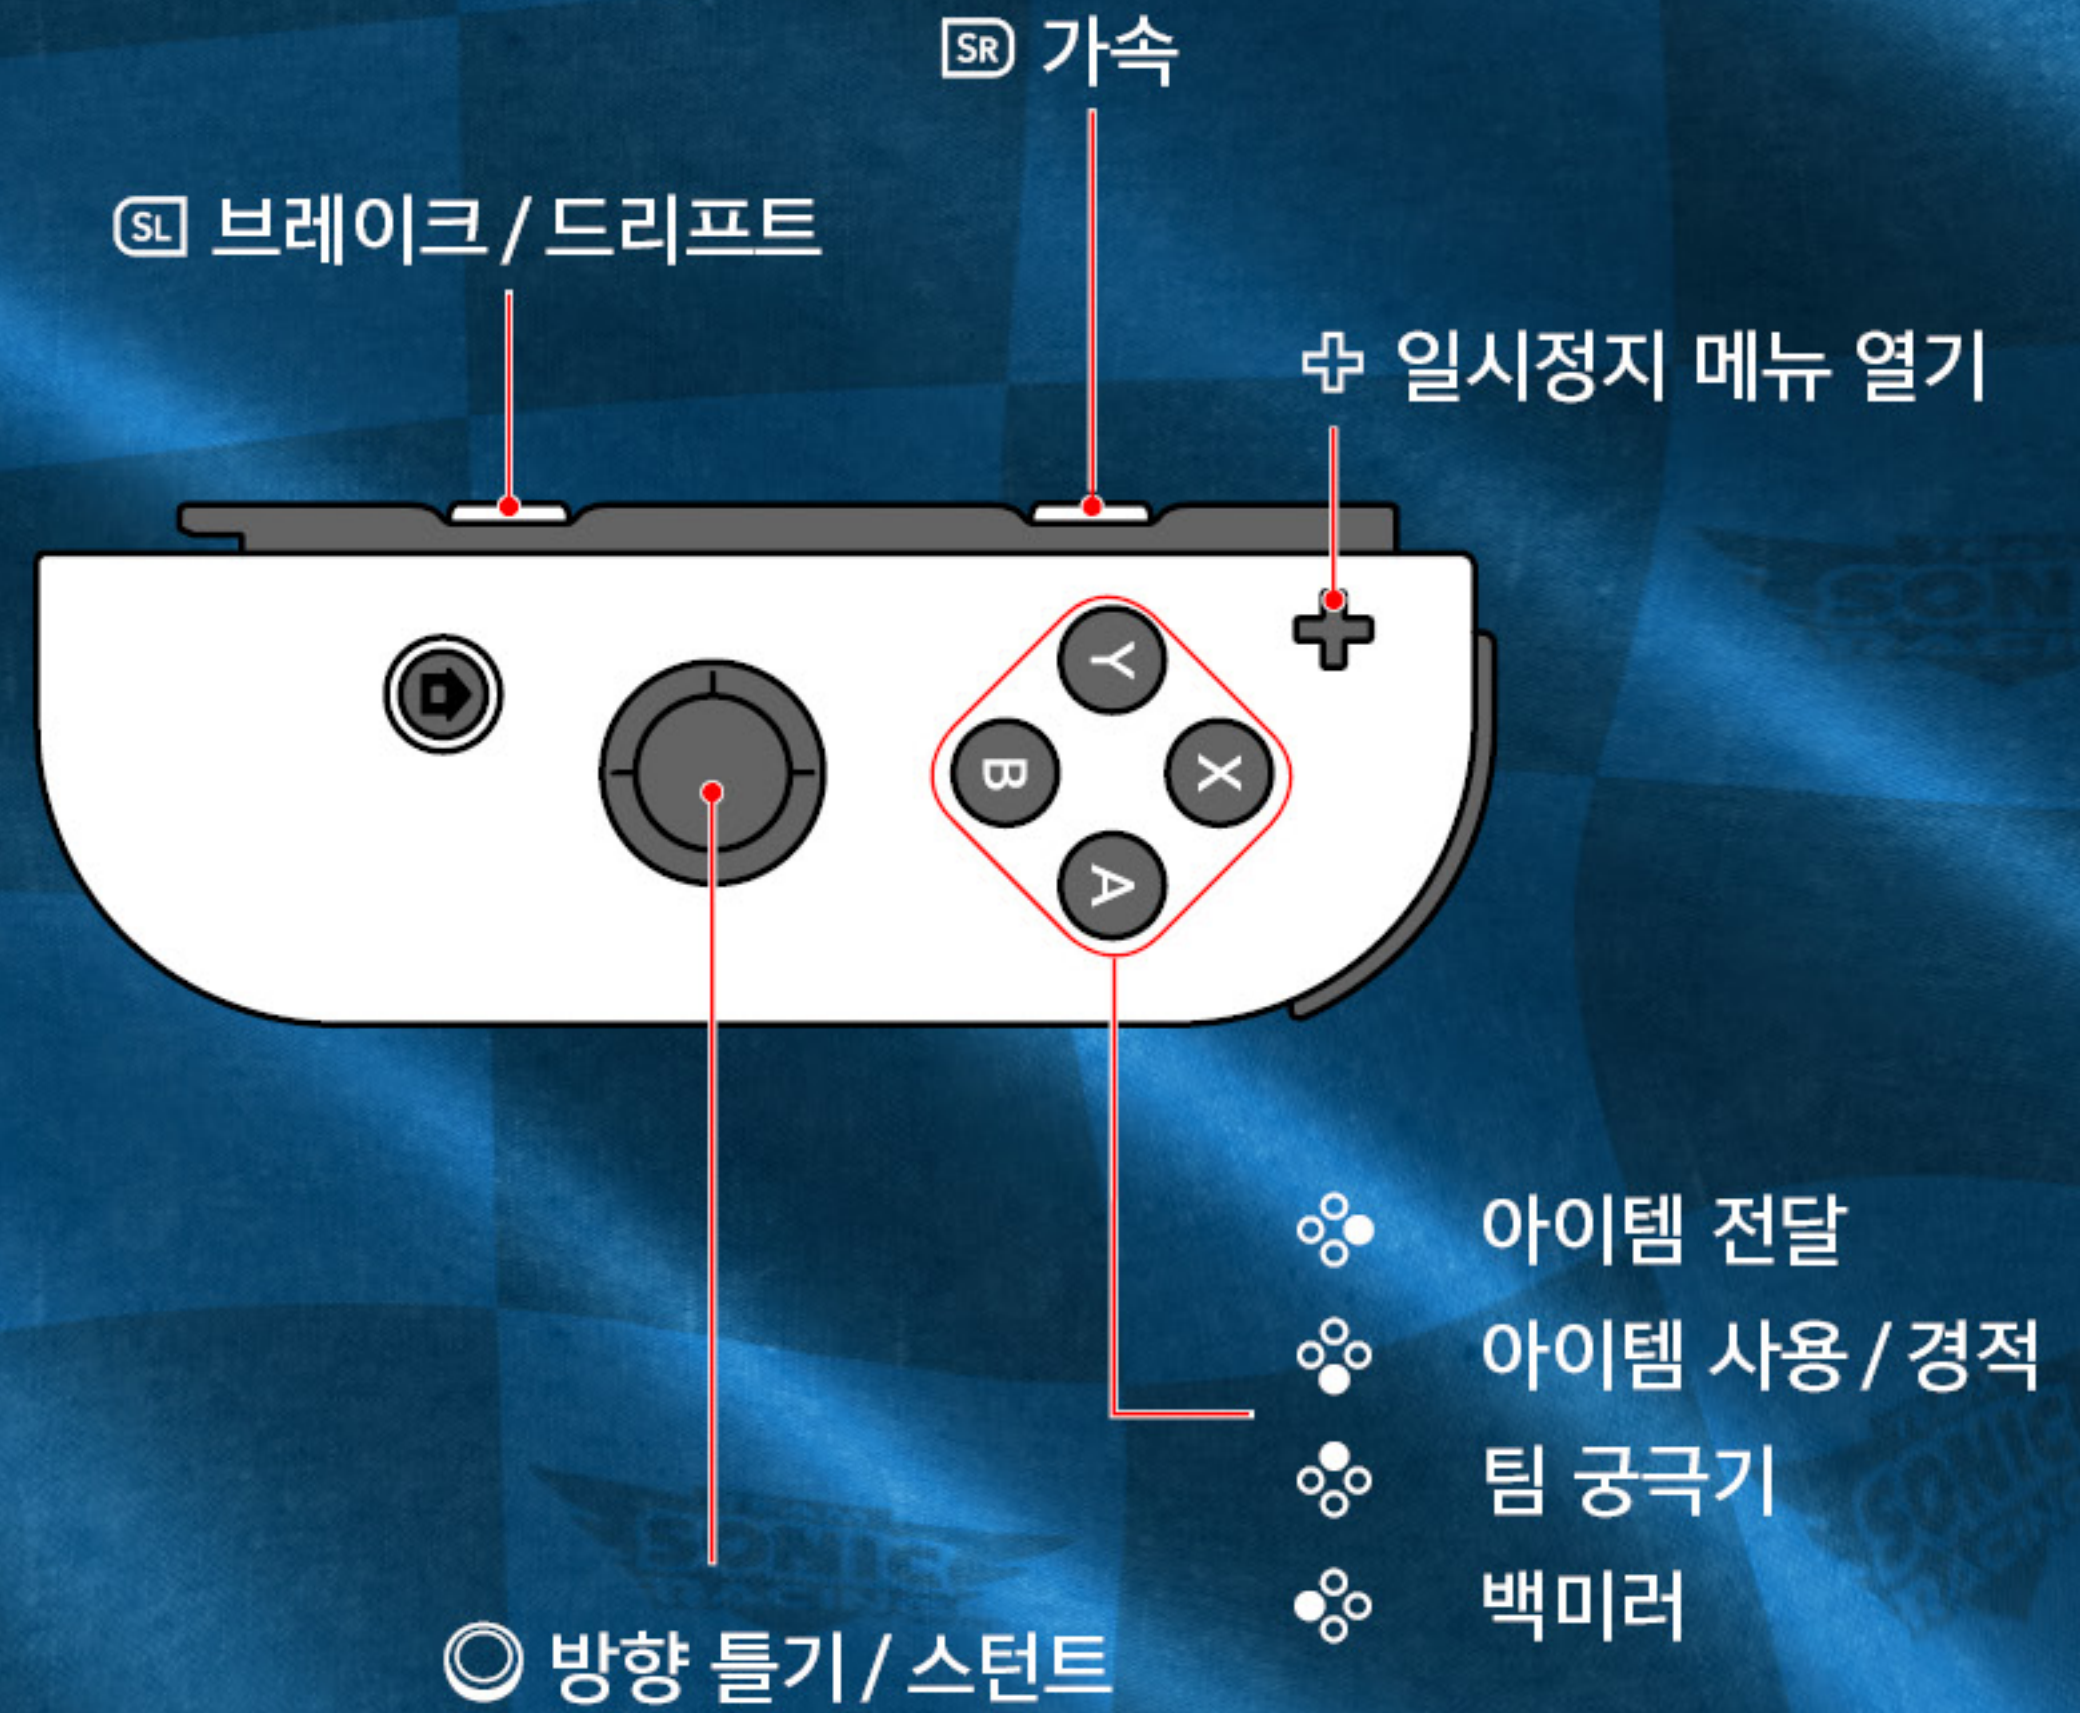 SR 가속
SL 브레이크 / 드리프트
일시정지 메뉴 열기
Y
B
X
A
아이템 전달
아이템 사용 / 경적
팀 궁극기
백미러
방향 틀기 / 스턴트
SONIC